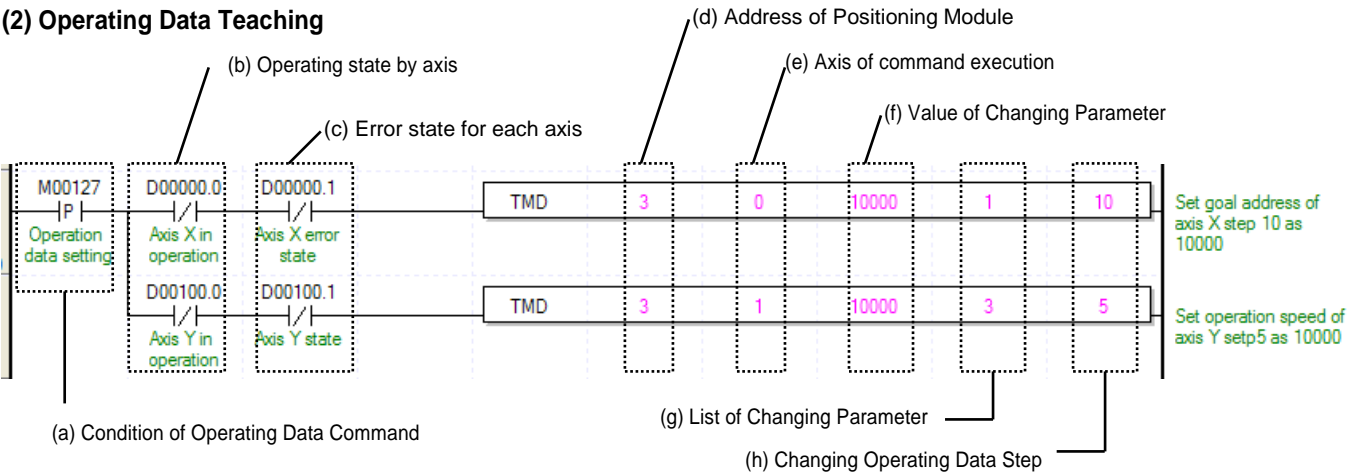 (2) Operating Data Teaching
(d) Address of Positioning Module
(b) Operating state by axis
(e) Axis of command execution
(f) Value of Changing Parameter
(c) Error state for each axis
M00127 D00000.0 D00000.1
P
TMD 3 0 10000 1 10
Operation
data setting
Axis X in
operation
Axis X error
state
Set goal address of
axis X step 10 as
10000
D00100.0 D00100.1
TMD 3 1 10000 3 5
Axis Y in
operation
Axis Y state
Set operation speed of
axis Y setp5 as 10000
(g) List of Changing Parameter
(a) Condition of Operating Data Command
(h) Changing Operating Data Step